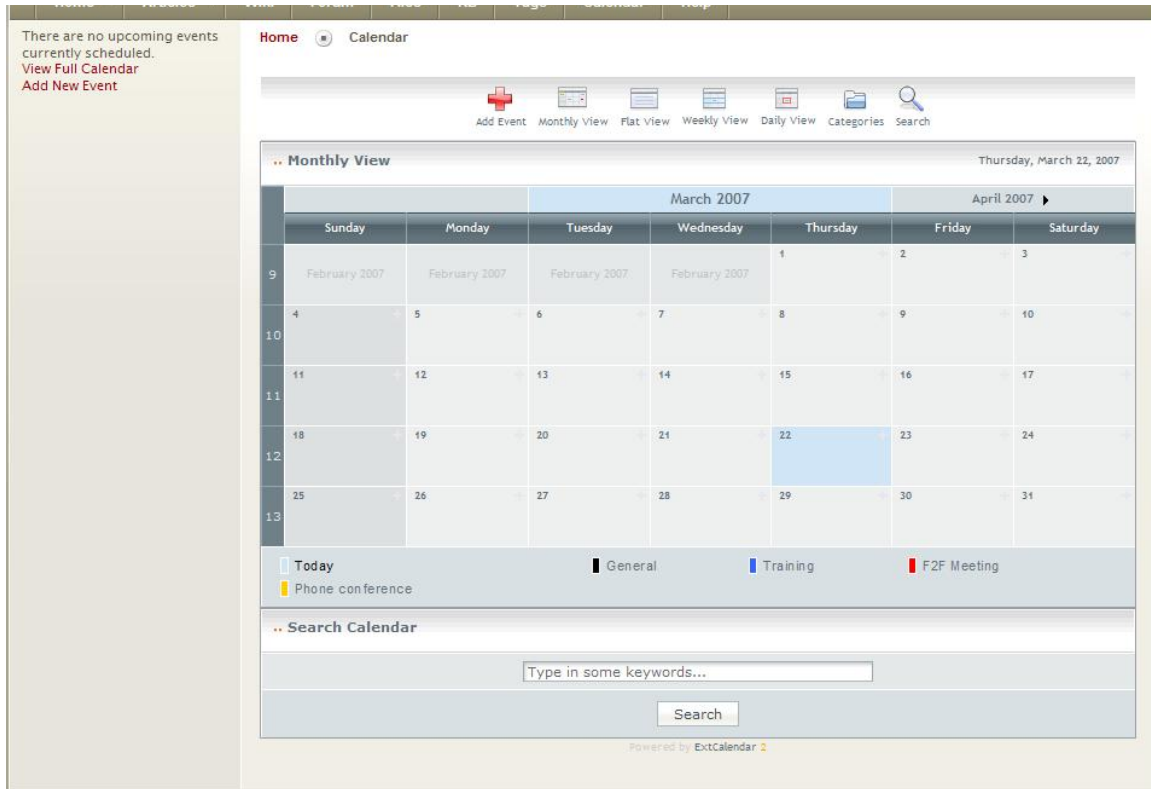 There are no upcoming events
currently scheduled.
View Full Calendar
Add New Event
Home Calendar
Add Event Monthly View Flat View Weekly View Daily View Categories Search
.. Monthly View Thursday, March 22, 2007
March 2007 April 2007
Sunday Monday Tuesday Wednesday Thursday Friday Saturday
9 February 2007 February 2007 February 2007 February 2007 1 2 3
10 4 5 6 7 8 9 10
11 11 12 13 14 15 16 17
12 18 19 20 21 22 23 24
13 25 26 27 28 29 30 31
Today General Training F2F Meeting
Phone conference
.. Search Calendar
Type in some keywords...
Search
Powered by ExtCalendar 2